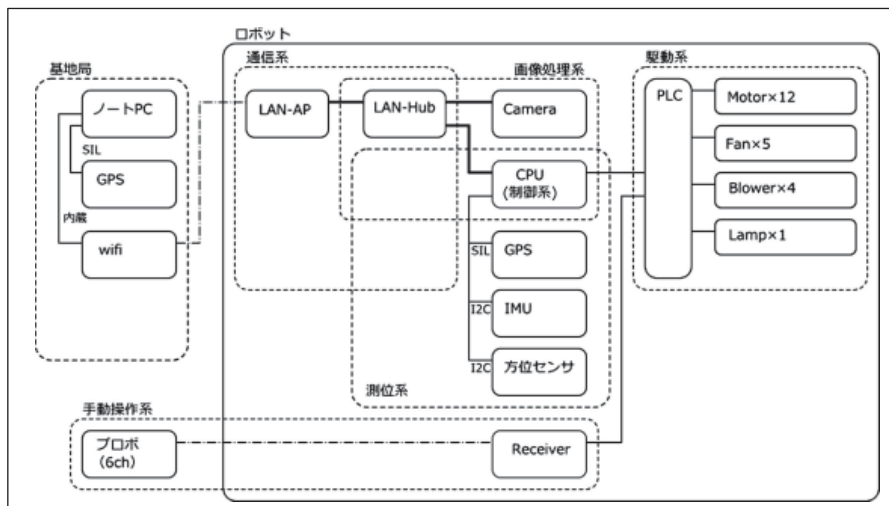 ロボット
基地局
ノートPC
SIL
GPS
内蔵
wifi
通信系
LAN-AP
LAN-Hub
画像処理系
Camera
CPU
(制御系)
SIL
GPS
I2C
IMU
I2C
方位センサ
測位系
駆動系
PLC
Motor×12
Fan×5
Blower×4
Lamp×1
手動操作系
プロポ
(6ch)
Receiver